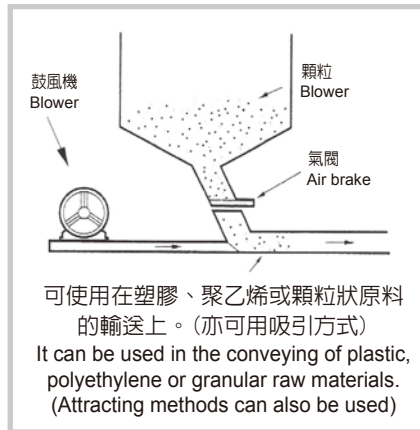 顆粒
Blower
鼓風機
Blower
氣閥
Air brake
可使用在塑膠、聚乙烯或顆粒狀原料
的輸送上。(亦可用吸引方式)
It can be used in the conveying of plastic,
polyethylene or granular raw materials.
(Attracting methods can also be used)